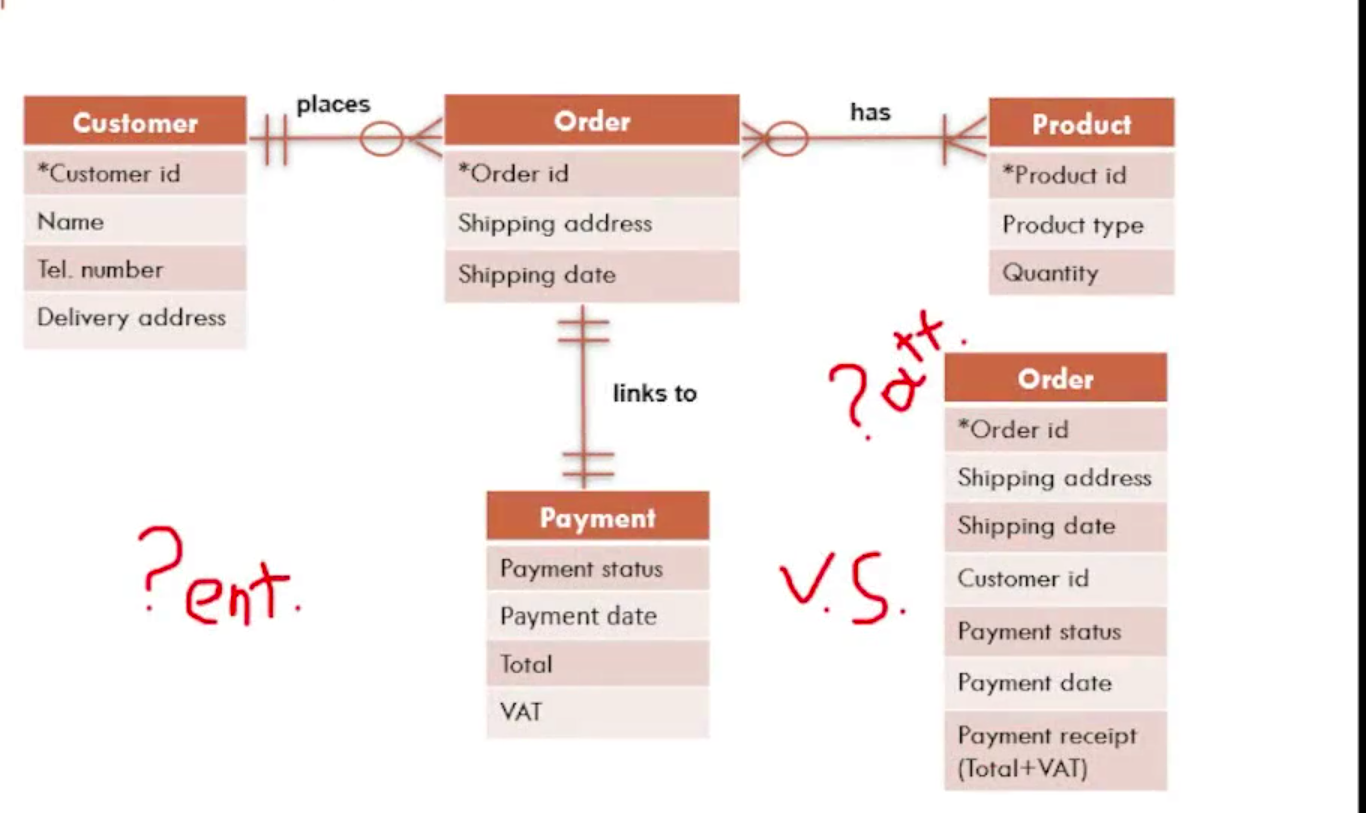 places
Customer
*Customer id
Name
Tel. number
Delivery address
Order
*Order id
Shipping address
Shipping date
has
Product
*Product id
Product type
Quantity
links to
Payment
Payment status
Payment date
Total
VAT
?ent.
V.S.
?att.
Order
*Order id
Shipping address
Shipping date
Customer id
Payment status
Payment date
Payment receipt
(Total+VAT)